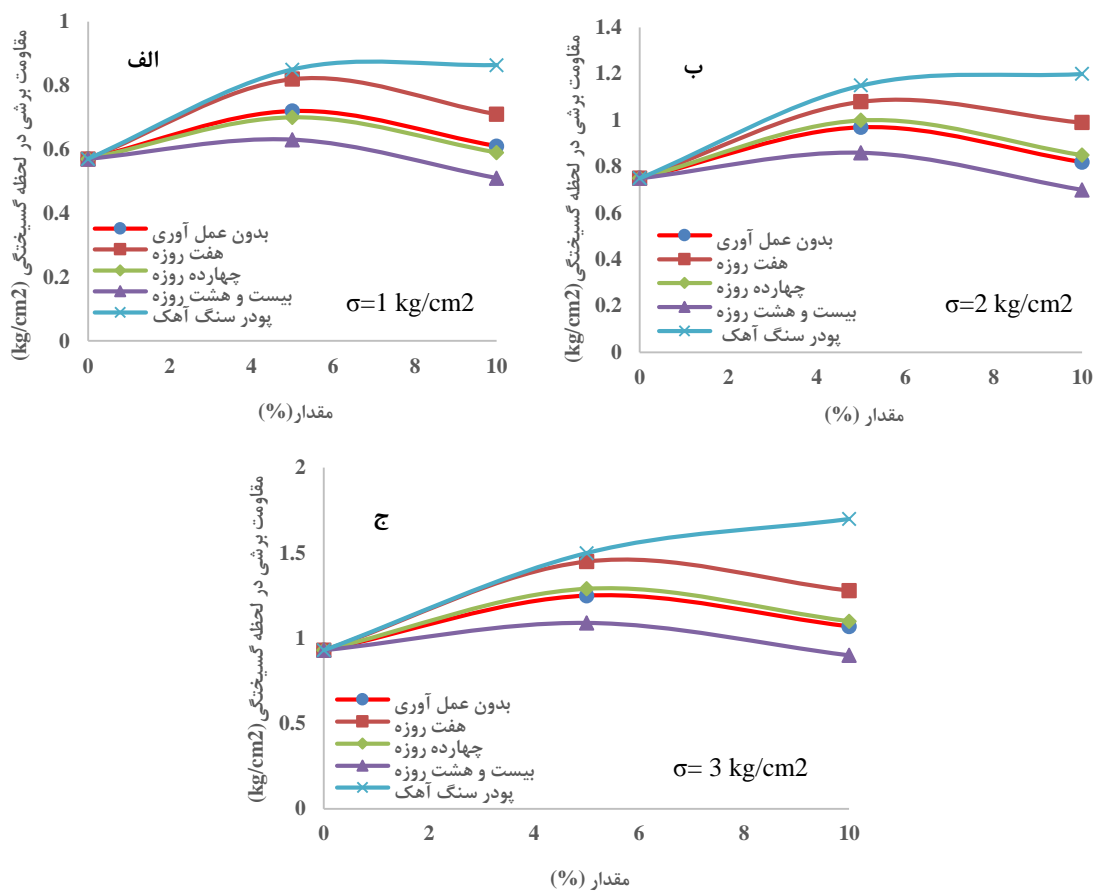 الف
مقاومت برشی در لحظه گسیختگی (kg/cm2)
1
0.8
0.6
0.4
0.2
0
بدون عمل آوری
هفت روزه
چهارده روزه
بیست و هشت روزه
پودر سنگ آهک
σ=1 kg/cm2
0 2 4 6 8 10
مقدار(%)
ب
مقاومت برشی در لحظه گسیختگی (kg/cm2)
1.4
1.2
1
0.8
0.6
0.4
0.2
0
بدون عمل آوری
هفت روزه
چهارده روزه
بیست و هشت روزه
پودر سنگ آهک
σ=2 kg/cm2
0 2 4 6 8 10
مقدار (%)
ج
مقاومت برشی در لحظه گسیختگی (kg/cm2)
2
1.5
1
0.5
0
بدون عمل آوری
هفت روزه
چهارده روزه
بیست و هشت روزه
پودر سنگ آهک
σ= 3 kg/cm2
0 2 4 6 8 10
مقدار (%)